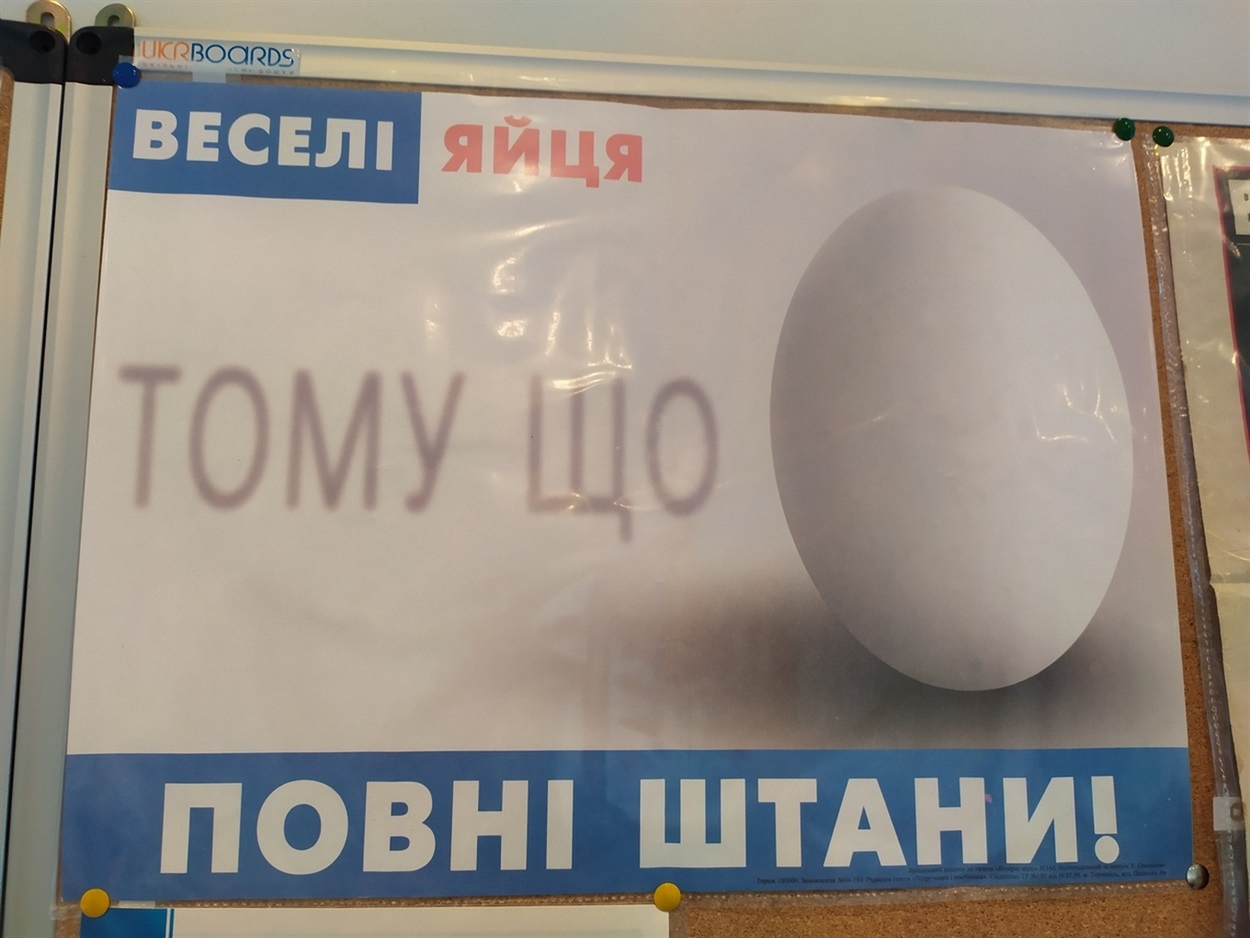 UKRBOARDS
ВЕСЕЛІ ЯЙЦЯ
ТОМУ ЩО
ПОВНІ ШТАНИ!